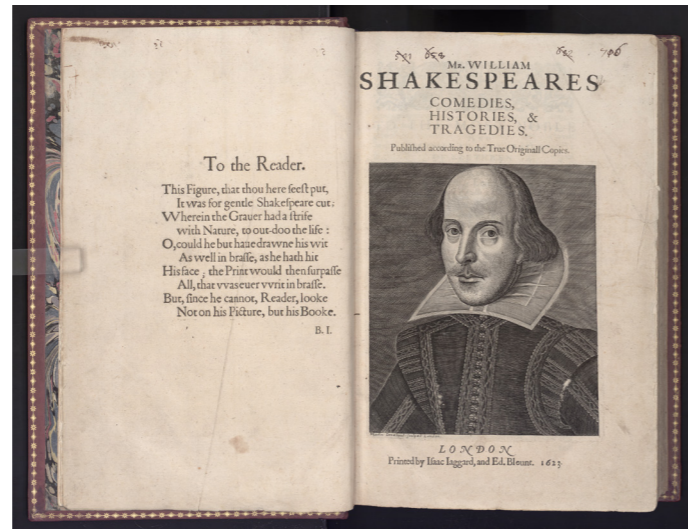 To the Reader.
This Figure, that thou here ſeeſt put,
It was for gentle Shakeſpeare cut:
Wherein the Grauer had a ſtrife
with Nature, to out-doo the life :
O, could he but haue drawne his wit
As well in braſſe, as he hath hit
His face ; the Print would then ſurpaſſe
All, that vvas euer vvrit in braſſe.
But, ſince he cannot, Reader, looke
Not on his Picture, but his Booke.
B. I.
Mr. WILLIAM
SHAKESPEARES
COMEDIES,
HISTORIES, &
TRAGEDIES.
Publiſhed according to the True Originall Copies.
LONDON
Printed by Iſaac Iaggard, and Ed. Blount. 1623